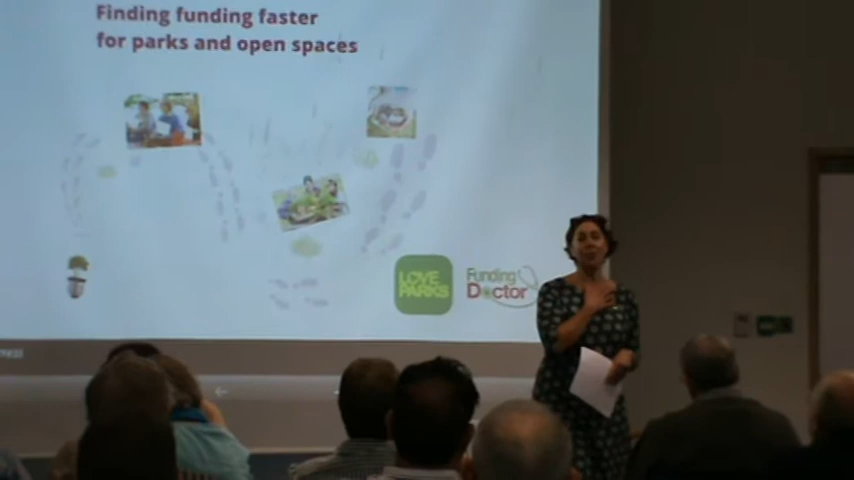 Finding funding faster
for parks and open spaces
LOVE
PARKS
Funding
Doctor